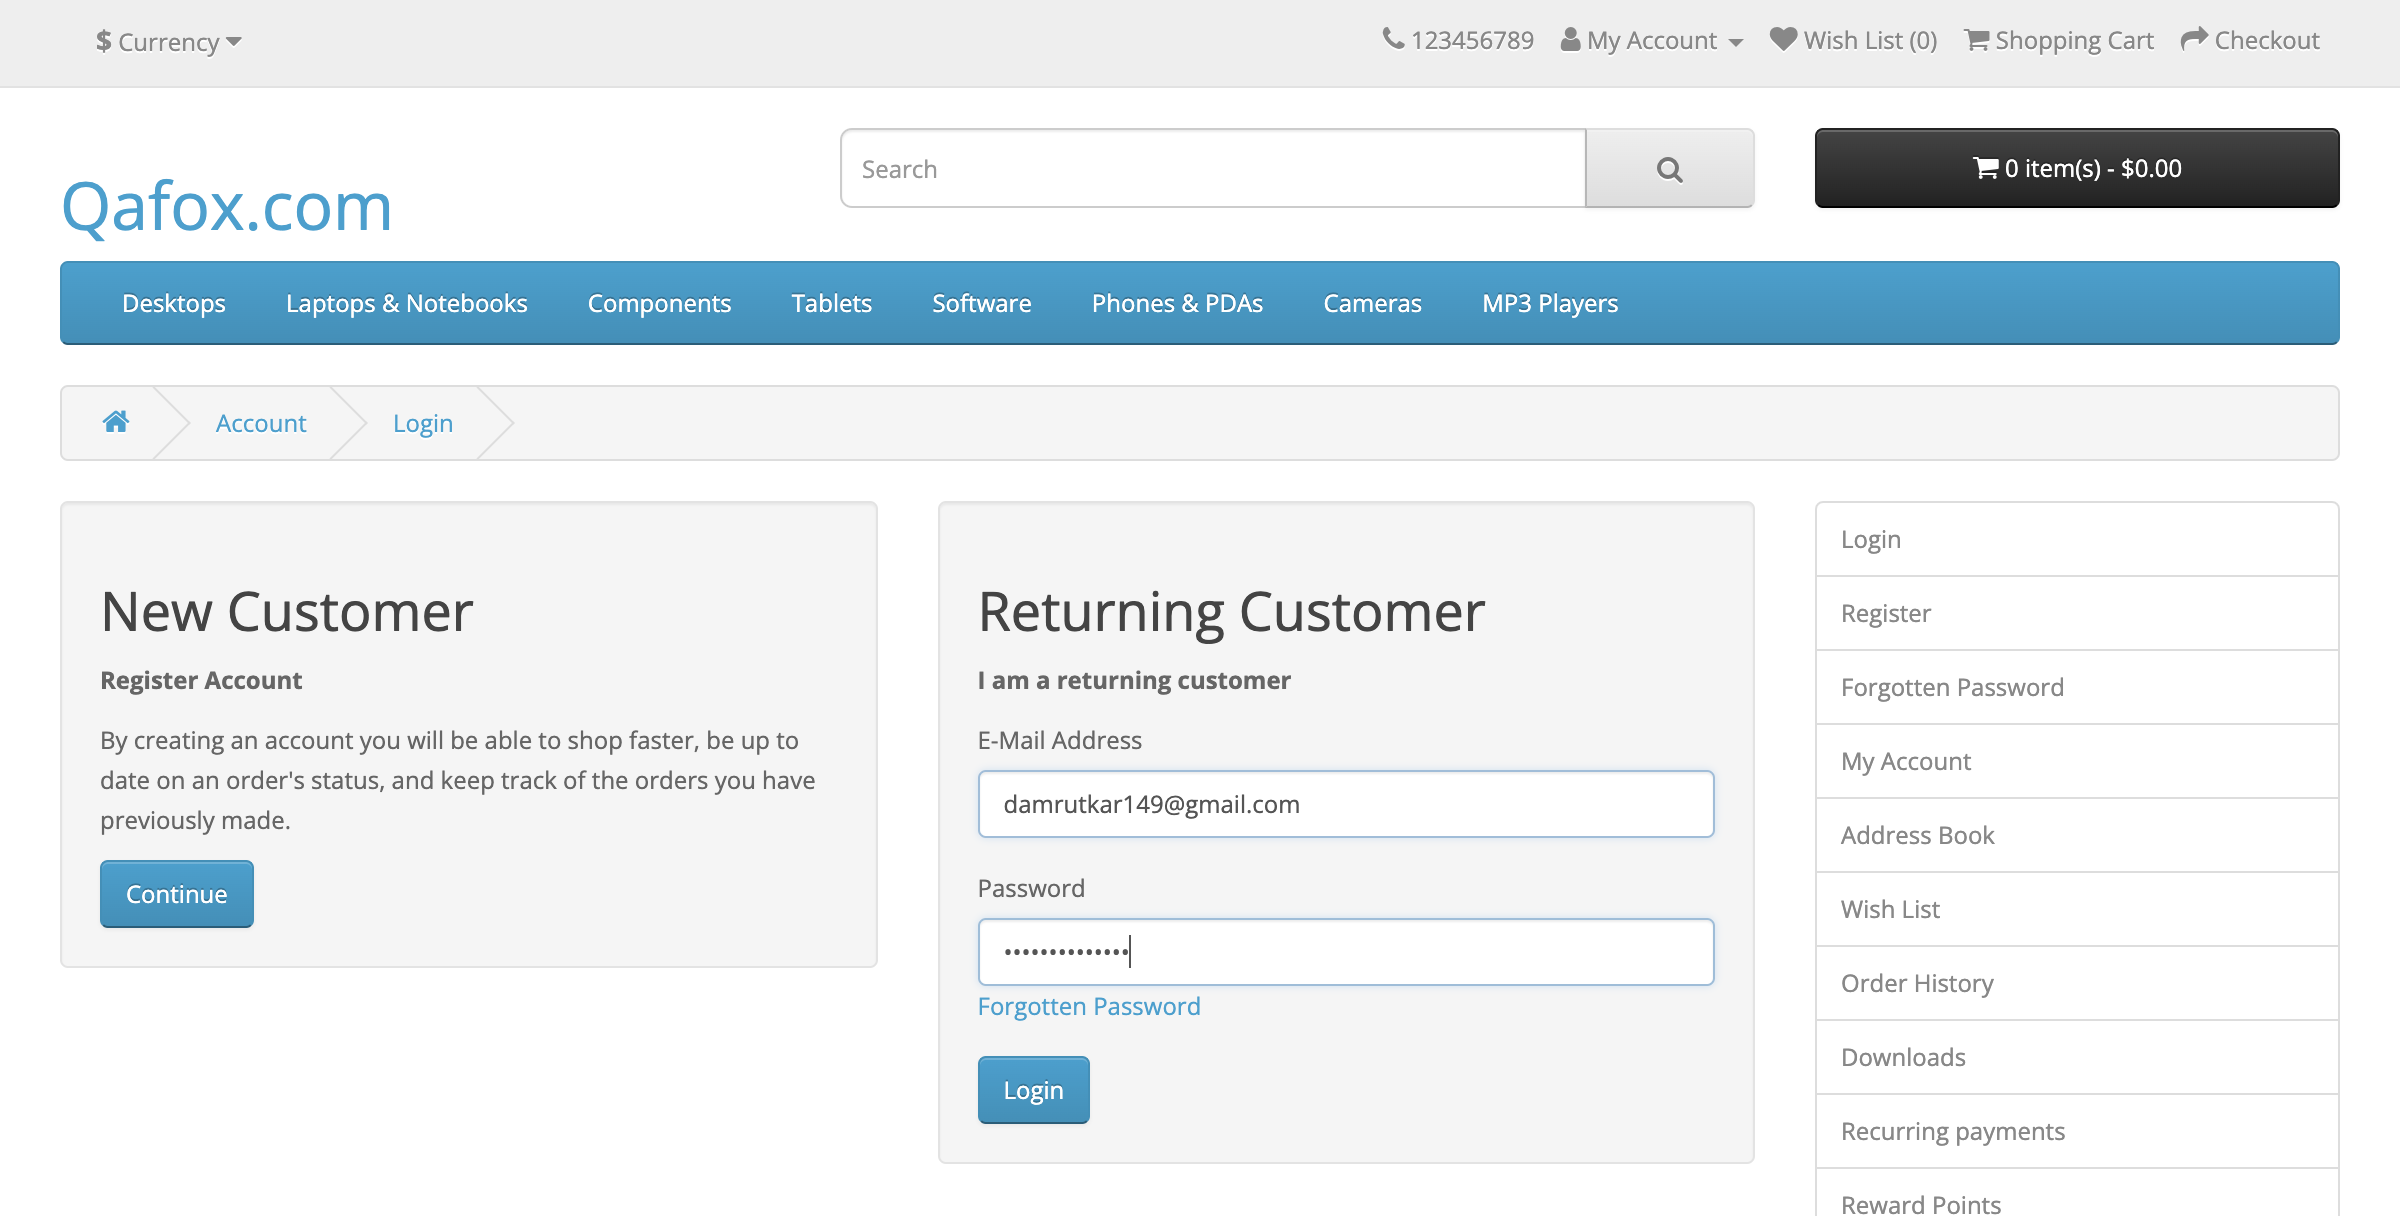 $ Currency
123456789 My Account Wish List (0) Shopping Cart Checkout
Qafox.com
Search
0 item(s) - $0.00
Desktops Laptops & Notebooks Components Tablets Software Phones & PDAs Cameras MP3 Players
Account Login
New Customer
Register Account
By creating an account you will be able to shop faster, be up to
date on an order's status, and keep track of the orders you have
previously made.
Continue
Returning Customer
I am a returning customer
E-Mail Address
damrutkar149@gmail.com
Password
••••••••••••••
Forgotten Password
Login
Login
Register
Forgotten Password
My Account
Address Book
Wish List
Order History
Downloads
Recurring payments
Reward Points